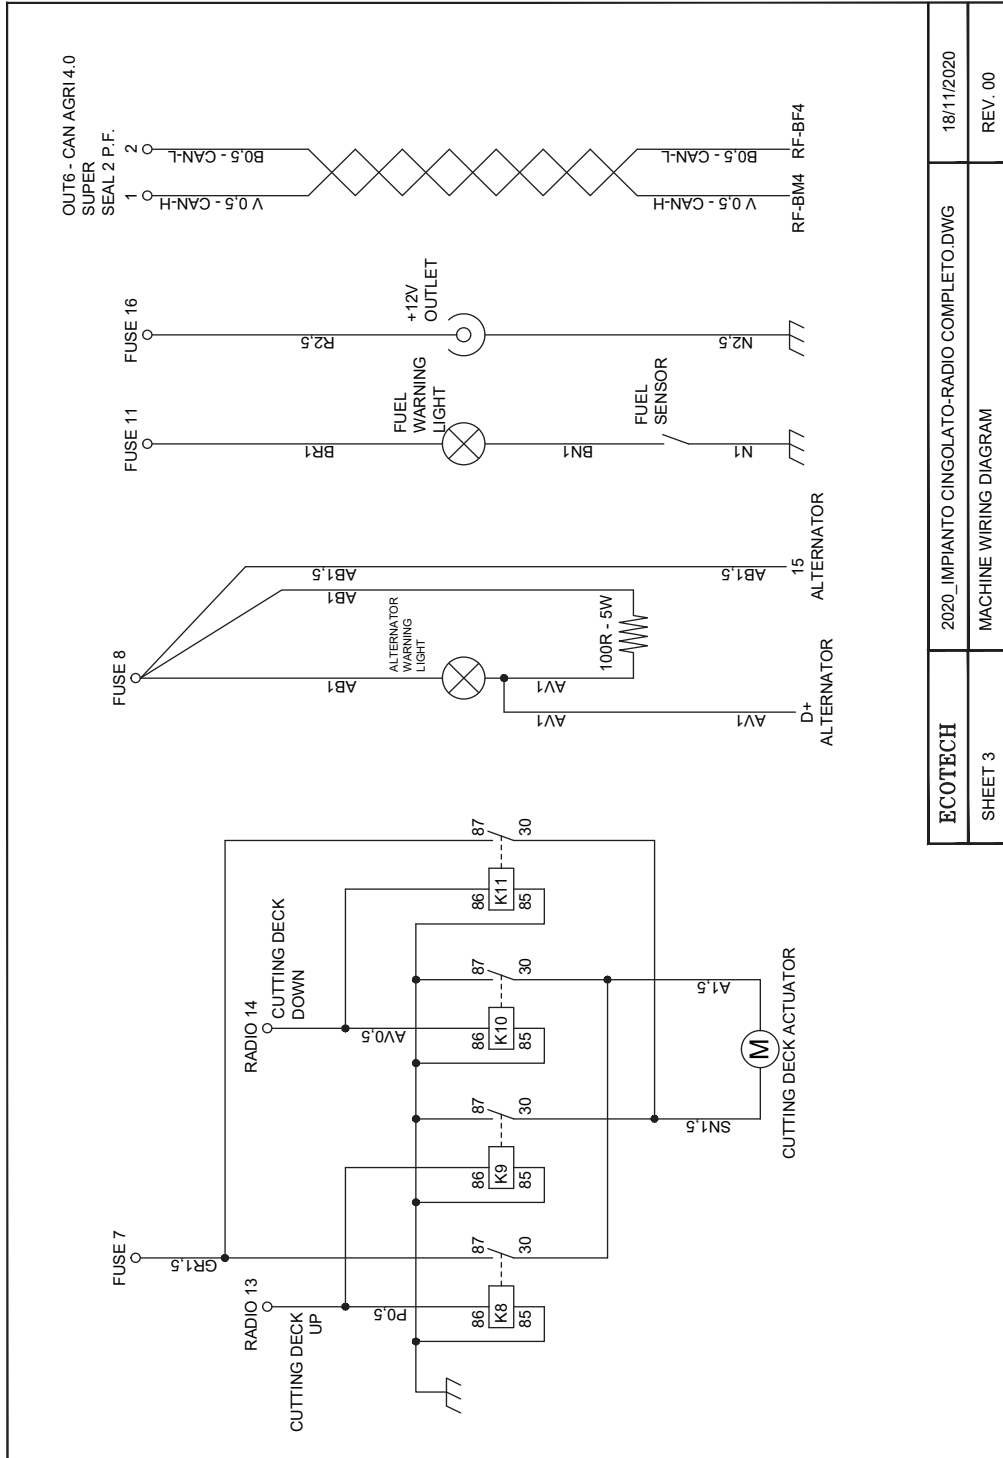 OUT6 - CAN AGRI 4.0
SUPER
SEAL 2 P.F.
2
B0,5 - CAN-L
B0,5 - CAN-L
RF-BF4
1
V 0,5 - CAN-H
V 0,5 - CAN-H
RF-BM4
FUSE 16
R2,5
+12V
OUTLET
N2,5
FUSE 11
BR1
FUEL
WARNING
LIGHT
BN1
FUEL
SENSOR
N1
FUSE 8
AB1,5
AB1,5
15
ALTERNATOR
AB1
100R - 5W
AB1
ALTERNATOR
WARNING
LIGHT
AV1
AV1
AV1
D+
ALTERNATOR
FUSE 7
GR1,5
RADIO 14
CUTTING DECK
DOWN
AV0,5
RADIO 13
CUTTING DECK
UP
P0,5
87
30
86
K11
85
87
30
86
K10
85
87
30
86
K9
85
87
30
86
K8
85
A1,5
SN1,5
M
CUTTING DECK ACTUATOR
ECOTECH
2020_IMPIANTO CINGOLATO-RADIO COMPLETO.DWG
18/11/2020
SHEET 3
MACHINE WIRING DIAGRAM
REV. 00